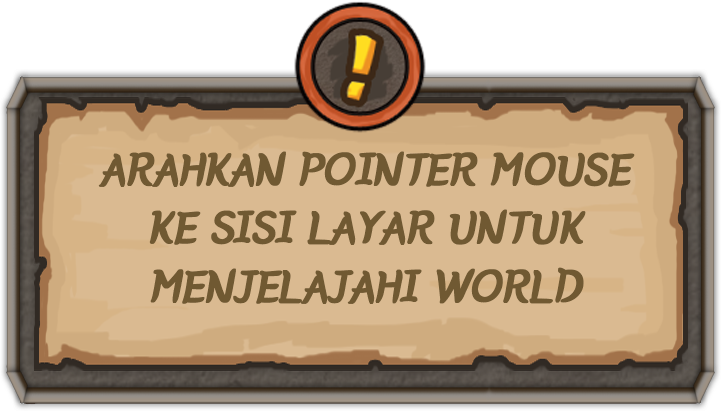 ARAHKAN POINTER MOUSE
KE SISI LAYAR UNTUK
MENJELAJAHI WORLD